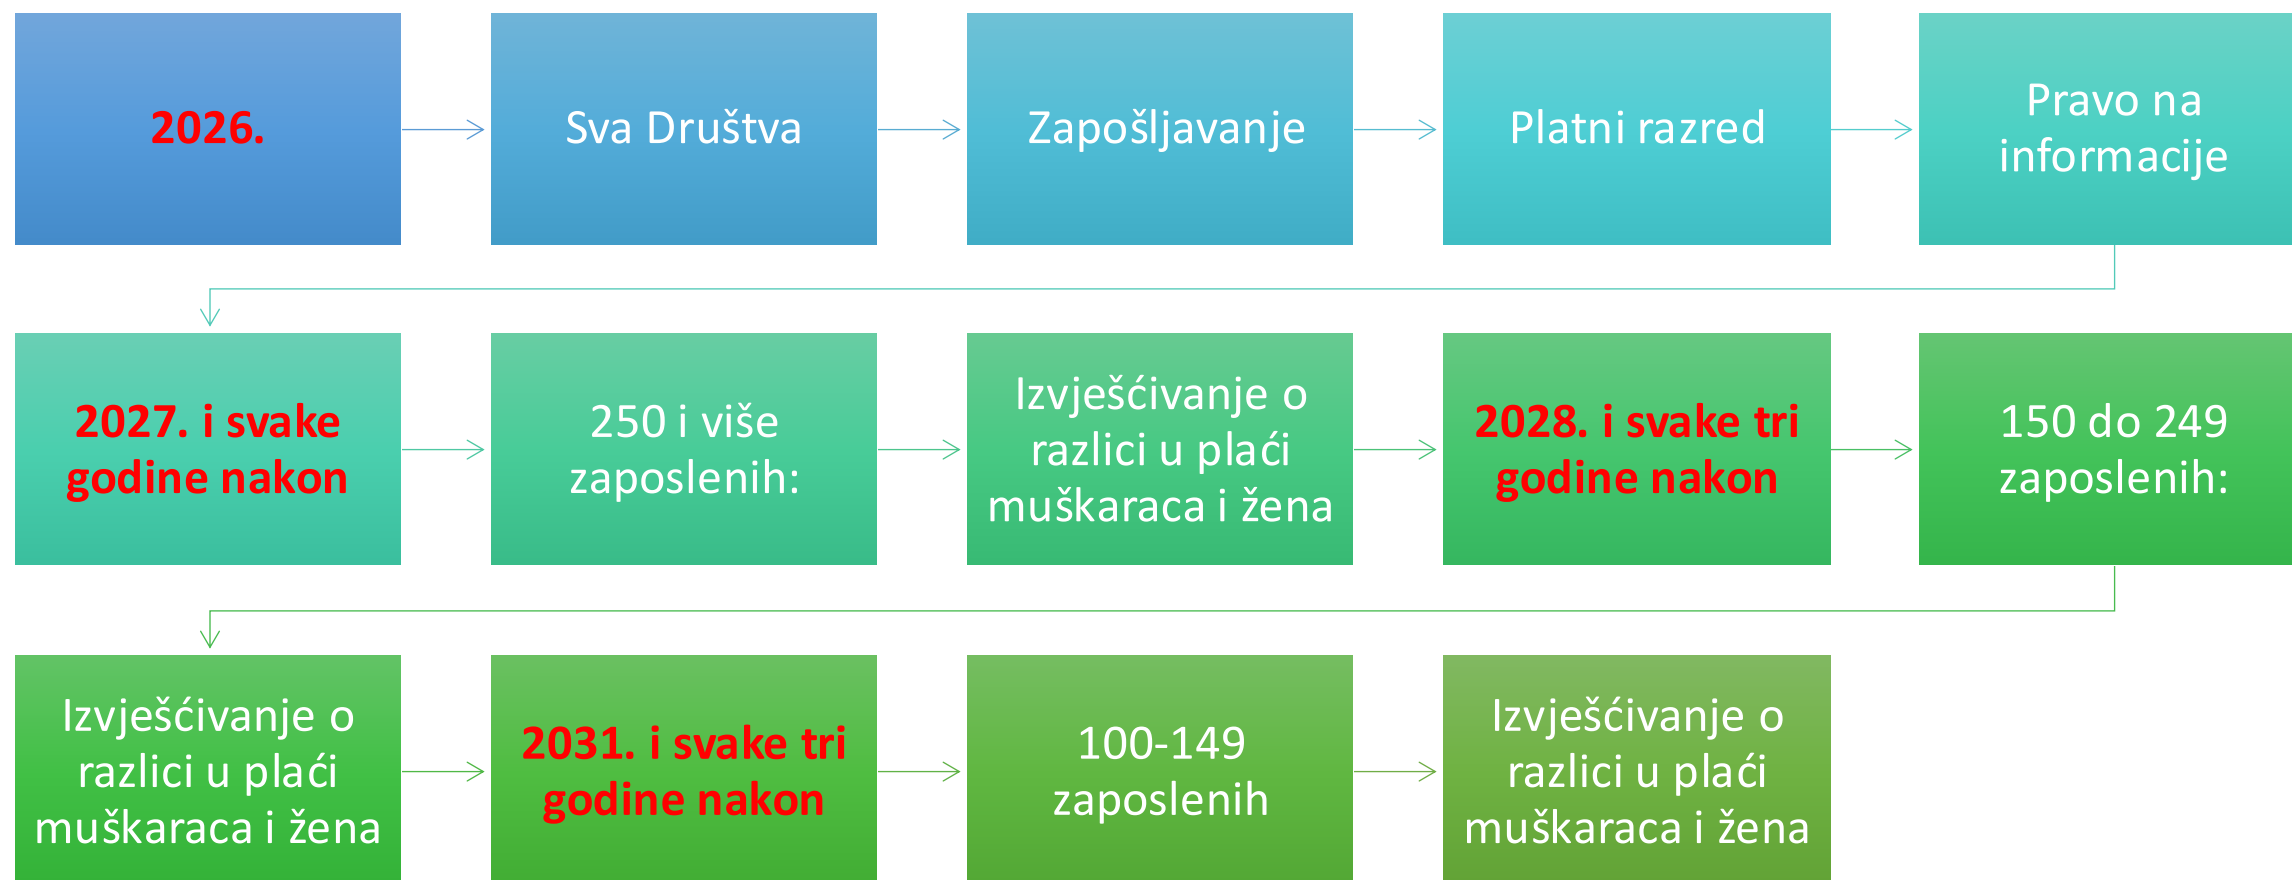 2026.
Sva Društva
Zapošljavanje
Platni razred
Pravo na
informacije
2027. i svake
godine nakon
250 i više
zaposlenih:
Izvješćivanje o
razlici u plaći
muškaraca i žena
2028. i svake tri
godine nakon
150 do 249
zaposlenih:
Izvješćivanje o
razlici u plaći
muškaraca i žena
2031. i svake tri
godine nakon
100-149
zaposlenih
Izvješćivanje o
razlici u plaći
muškaraca i žena